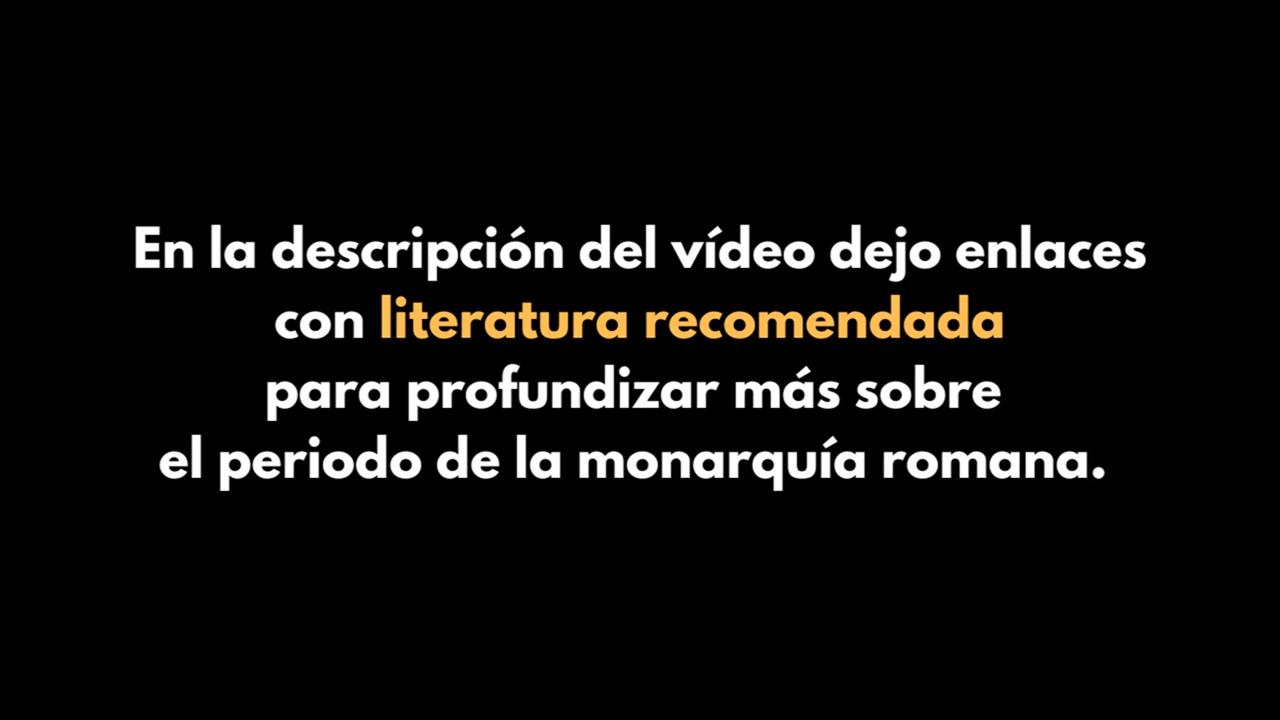 En la descripción del vídeo dejo enlaces
con literatura recomendada
para profundizar más sobre
el periodo de la monarquía romana.